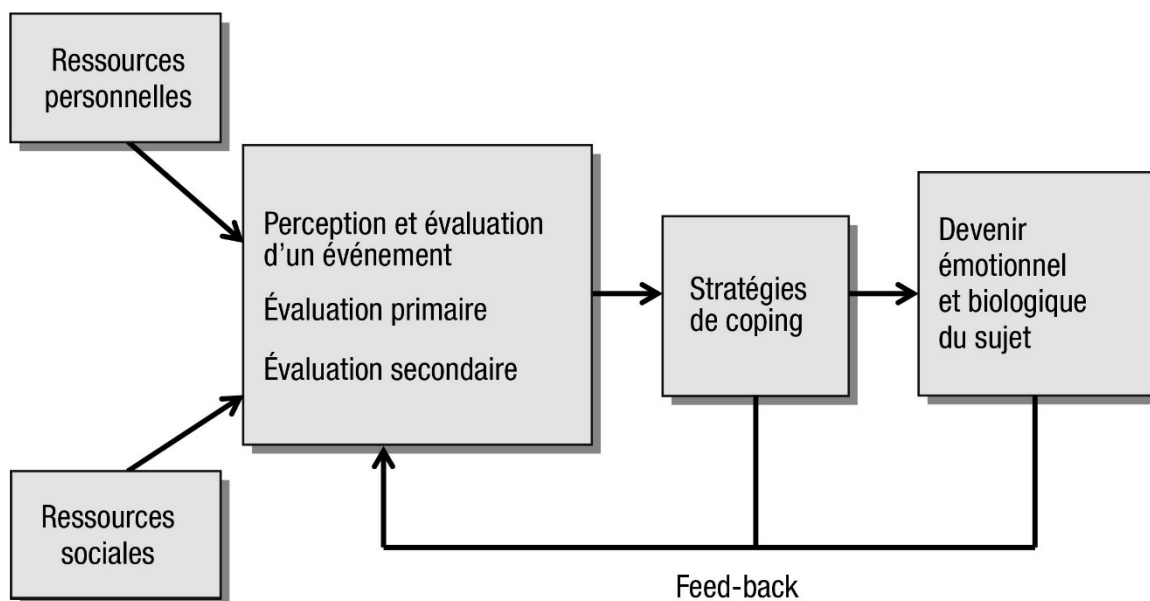 Ressources
personnelles
Perception et évaluation
d'un événement
Évaluation primaire
Évaluation secondaire
Stratégies
de coping
Devenir
émotionnel
et biologique
du sujet
Ressources
sociales
Feed-back